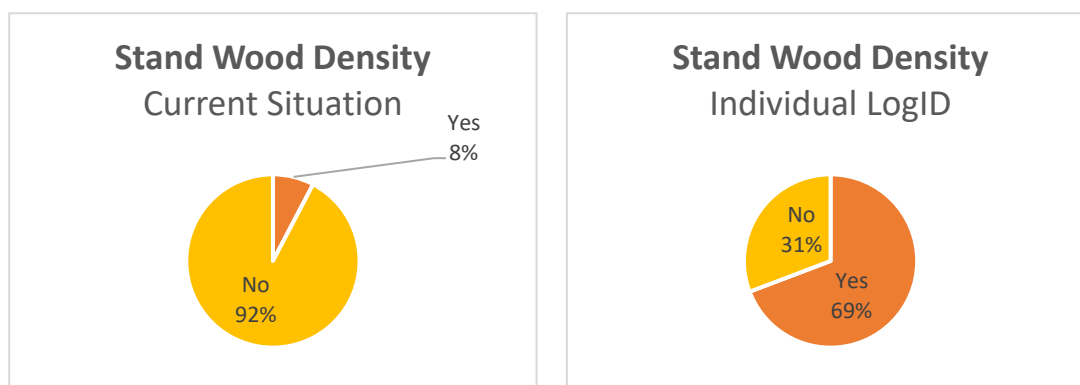 Stand Wood Density
Current Situation
Yes
8%
No
92%
Stand Wood Density
Individual LogID
No
31%
Yes
69%